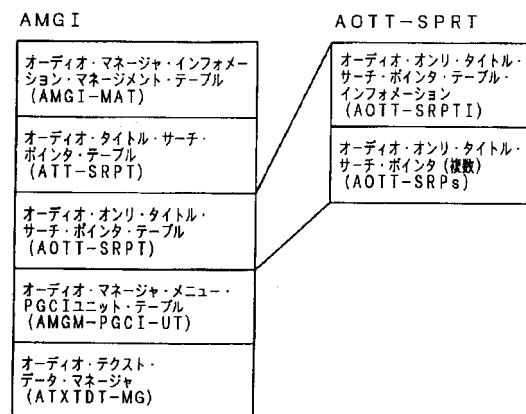 AMGI
オーディオ・マネージャ・インフォメー
ション・マネージメント・テーブル
(AMGI-MAT)
オーディオ・タイトル・サーチ・
ポインタ・テーブル
(ATT-SRPT)
オーディオ・オンリ・タイトル・
サーチ・ポインタ・テーブル
(AOTT-SRPT)
オーディオ・マネージャ・メニュー・
PGCIユニット・テーブル
(AMGM-PGCI-UT)
オーディオ・テクスト・
データ・マネージャ
(ATXTDT-MG)
AOTT-SPRT
オーディオ・オンリ・タイトル・
サーチ・ポインタ・テーブル・
インフォメーション
(AOTT-SRPTI)
オーディオ・オンリ・タイトル・
サーチ・ポインタ(複数)
(AOTT-SRPs)